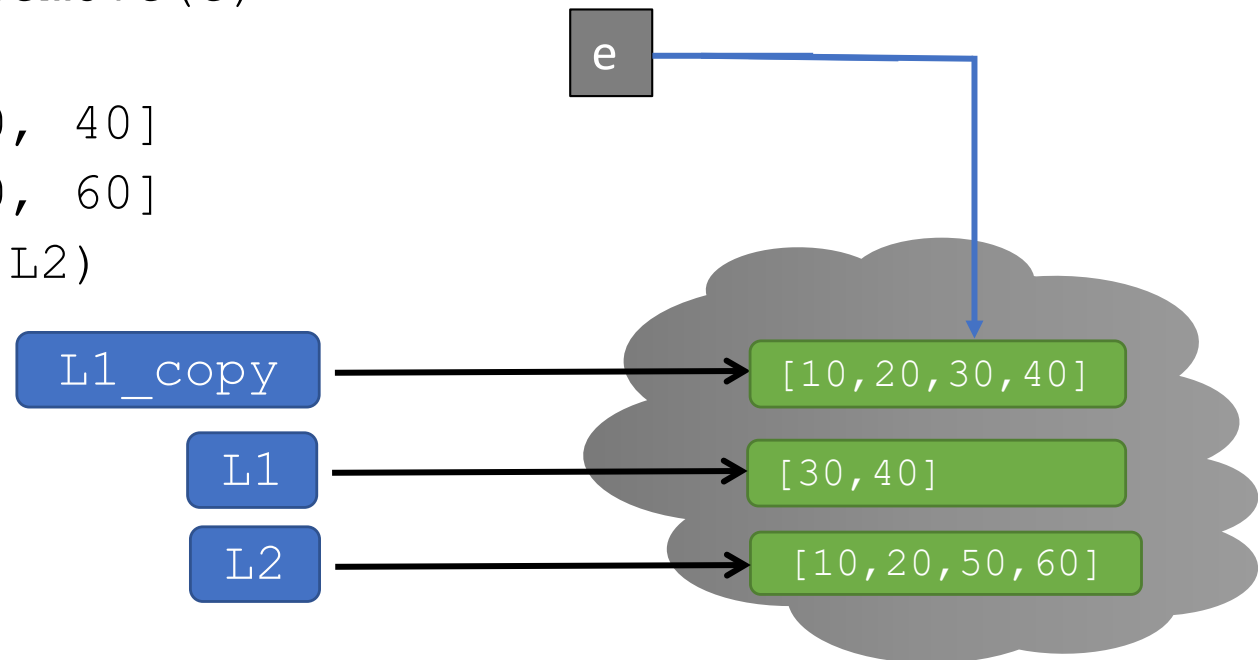 e
, 40]
, 60]
L2)
L1_copy
[10,20,30,40]
L1
[30,40]
L2
[10,20,50,60]